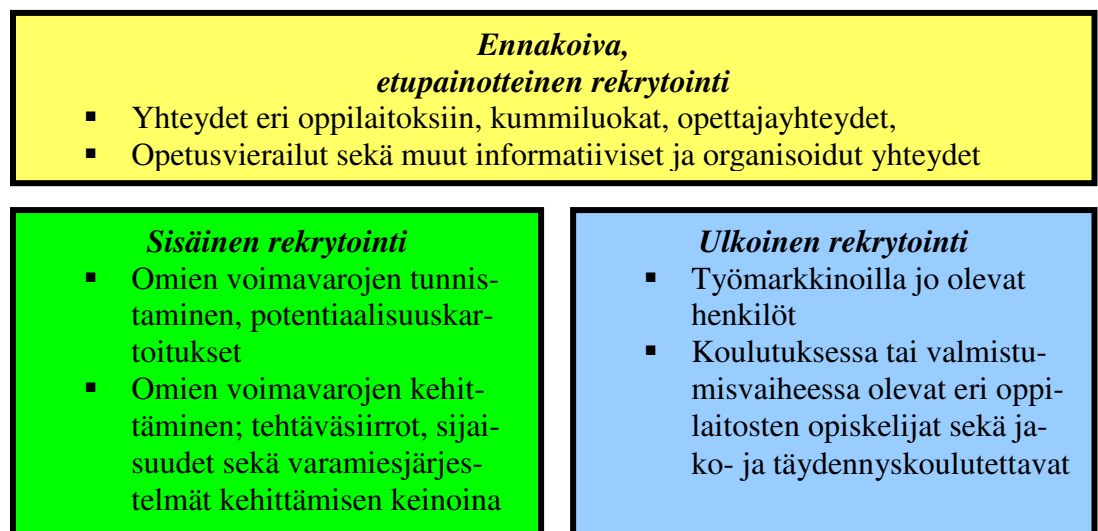 Ennakoiva,
etupainotteinen rekrytointi
▪ Yhteydet eri oppilaitoksiin, kummiluokat, opettajayhteydet,
▪ Opetusvierailut sekä muut informatiiviset ja organisoidut yhteydet
Sisäinen rekrytointi
▪ Omien voimavarojen tunnis-
taminen, potentiaalisuuskar-
toitukset
▪ Omien voimavarojen kehit-
täminen; tehtäväsiirrot, sijai-
suudet sekä varamiesjärjes-
telmät kehittämisen keinoina
Ulkoinen rekrytointi
▪ Työmarkkinoilla jo olevat
henkilöt
▪ Koulutuksessa tai valmistu-
misvaiheessa olevat eri oppi-
laitosten opiskelijat sekä ja-
ko- ja täydennyskoulutettavat